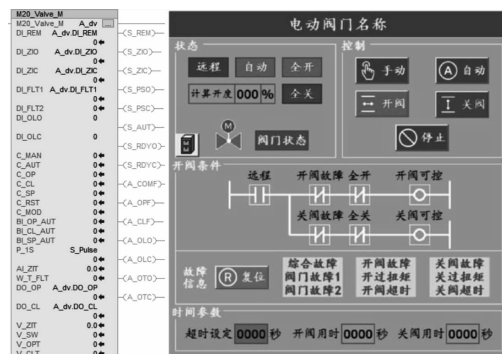 M20_Valve_M
M20_Valve_M A_dv ...
DI_REM A_dv.DI_REM
0
DI_ZIO A_dv.DI_ZIO
0
DI_ZIC A_dv.DI_ZIC
0
DI_FLT1 A_dv.DI_FLT1
0
DI_FLT2 0
DI_OLO 0
DI_OLC 0
C_MAN 0
C_AUT 0
C_OP 0
C_CL 0
C_SP 0
C_RST 0
C_MOD 0
BI_OP_AUT 0
BI_CL_AUT 0
BI_SP_AUT 0
P_1S S_Pulse
0
AI_ZIT 0.0
W_T_FLT 0
DO_OP A_dv.DO_OP
0
DO_CL A_dv.DO_CL
0
V_ZIT 0.0
V_SW 0
V_OPT 0
V_CLT 0
(S_REM)
(S_ZIO)
(S_ZIC)
(S_PSO)
(S_PSC)
(S_AUT)
(S_RDYO)
(S_RDYC)
(A_COMF)
(A_OPF)
(A_CLF)
(A_OLO)
(A_OLC)
(A_OTO)
(A_OTC)
电动阀门名称
状态
远程 自动 全开
计算开度 000 % 全关
M
阀门状态
控制
手动 A 自动
开阀 关阀
停止
开阀条件
远程 开阀故障 全开 开阀可控
关阀故障 全关 关阀可控
故障信息
R 复位
综合故障 开阀故障 关阀故障
阀门故障1 开过扭矩 关过扭矩
阀门故障2 开阀超时 关阀超时
时间参数
超时设定 0000 秒 开阀用时 0000 秒 关阀用时 0000 秒